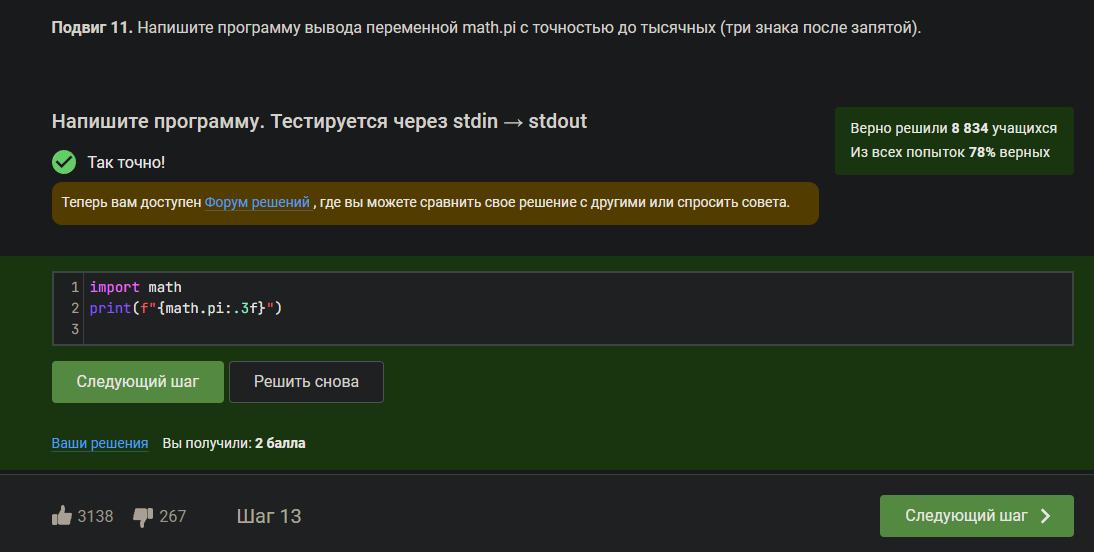 Подвиг 11. Напишите программу вывода переменной math.pi с точностью до тысячных (три знака после запятой).
Напишите программу. Тестируется через stdin → stdout
Верно решили 8 834 учащихся
Из всех попыток 78% верных
Так точно!
Теперь вам доступен Форум решений , где вы можете сравнить свое решение с другими или спросить совета.
1 import math
2 print(f"{math.pi:.3f}")
3
Следующий шаг Решить снова
Ваши решения Вы получили: 2 балла
3138 267 Шаг 13 Следующий шаг